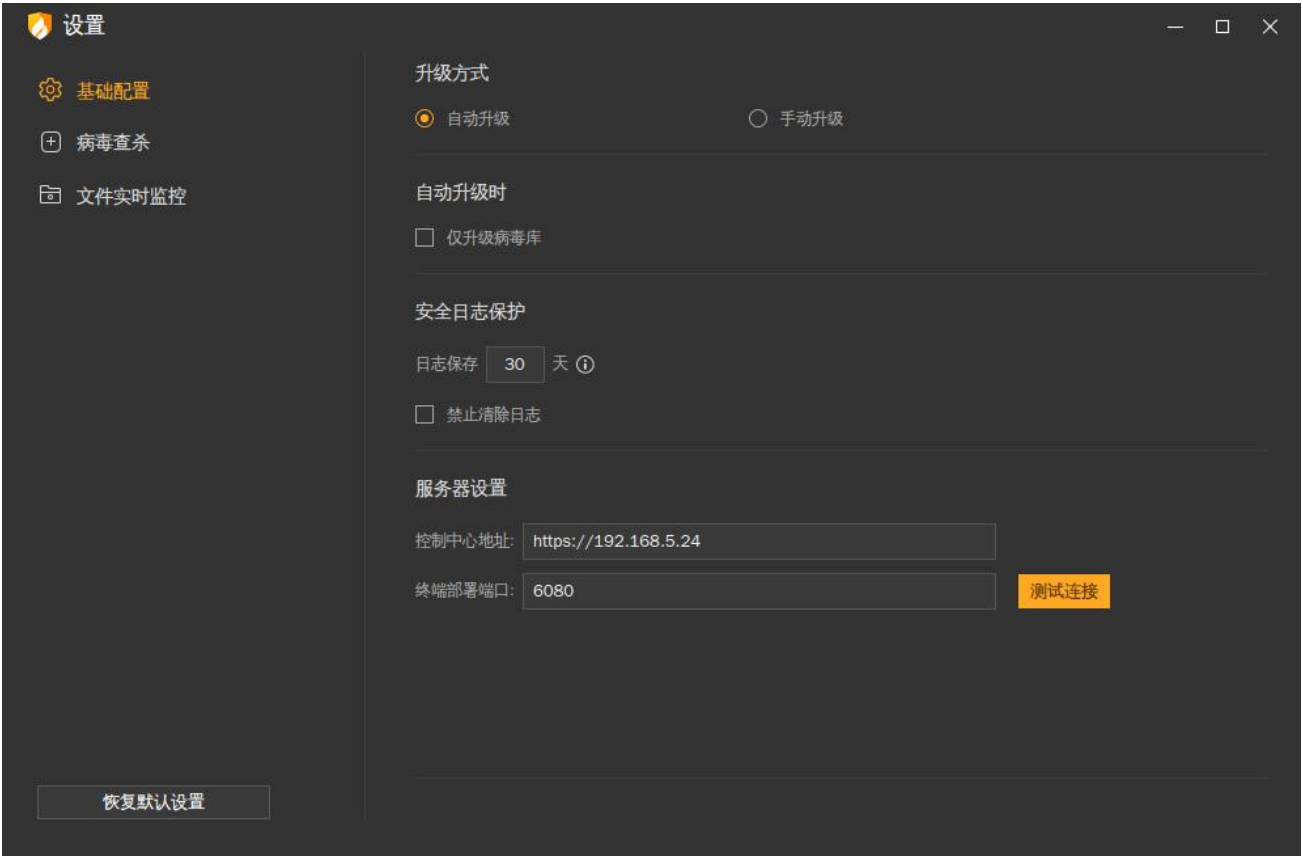 设置
基础配置
病毒查杀
文件实时监控
恢复默认设置
升级方式
自动升级 手动升级
自动升级时
仅升级病毒库
安全日志保护
日志保存 30 天
禁止清除日志
服务器设置
控制中心地址: https://192.168.5.24
终端部署端口: 6080 测试连接